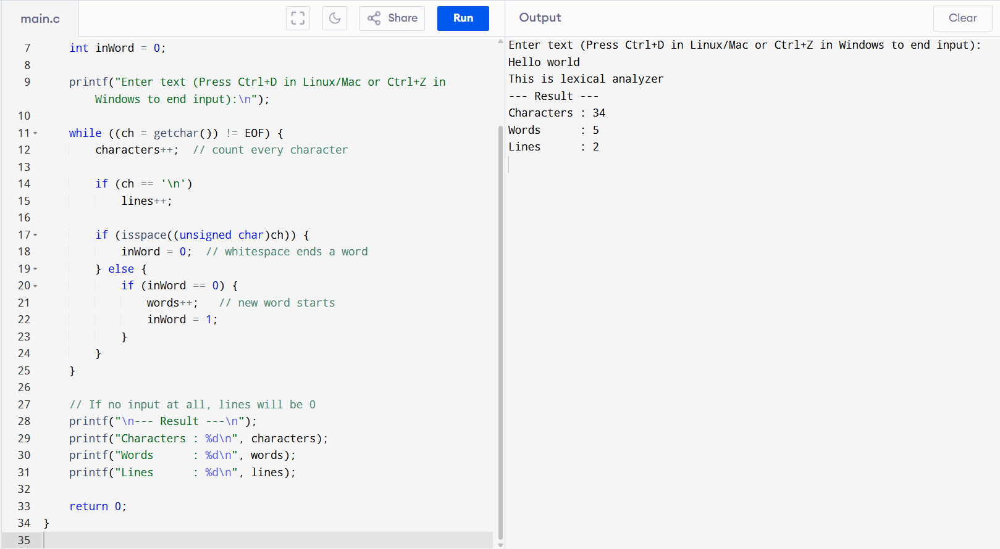 main.c
Share
Run
7 int inWord = 0;
8
9 printf("Enter text (Press Ctrl+D in Linux/Mac or Ctrl+Z in
Windows to end input):\n");
10
11 while ((ch = getchar()) != EOF) {
12 characters++;  // count every character
13
14 if (ch == '\n')
15 lines++;
16
17 if (isspace((unsigned char)ch)) {
18 inWord = 0;  // whitespace ends a word
19 } else {
20 if (inWord == 0) {
21 words++;   // new word starts
22 inWord = 1;
23 }
24 }
25 }
26
27 // If no input at all, lines will be 0
28 printf("\n--- Result ---\n");
29 printf("Characters : %d\n", characters);
30 printf("Words      : %d\n", words);
31 printf("Lines      : %d\n", lines);
32
33 return 0;
34 }
35
Output
Clear
Enter text (Press Ctrl+D in Linux/Mac or Ctrl+Z in Windows to end input):
Hello world
This is lexical analyzer
--- Result ---
Characters : 34
Words      : 5
Lines      : 2